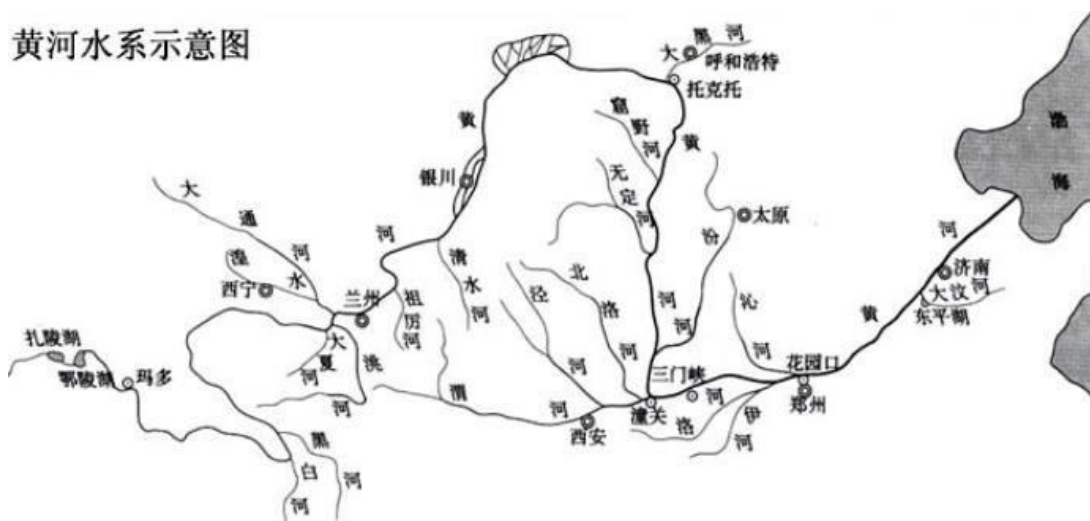 黄河水系示意图
大黑河
呼和浩特
托克托
渤海
黄河
窟野河
黄河
无定河
银川
太原
大通河
汾河
湟水
西宁
兰州
清水河
祖厉河
北洛河
泾河
沁河
黄河
济南
大汶河
东平湖
扎陵湖
鄂陵湖
玛多
大夏河
洮河
渭河
三门峡
花园口
西安
潼关
郑州
洛河
伊河
黑河
白河